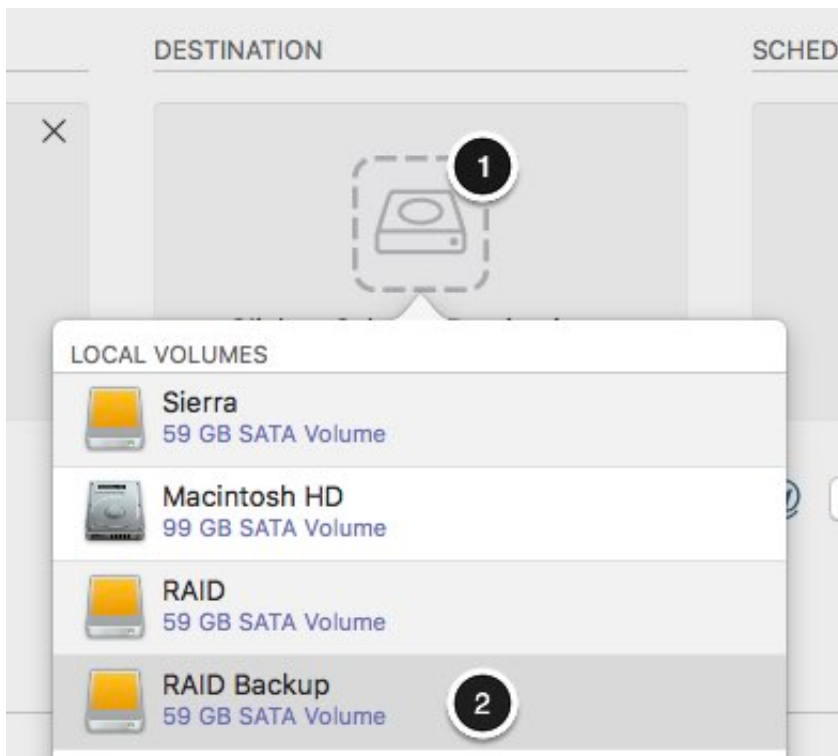 DESTINATION
SCHED
1
LOCAL VOLUMES
Sierra
59 GB SATA Volume
Macintosh HD
99 GB SATA Volume
RAID
59 GB SATA Volume
RAID Backup
59 GB SATA Volume
2